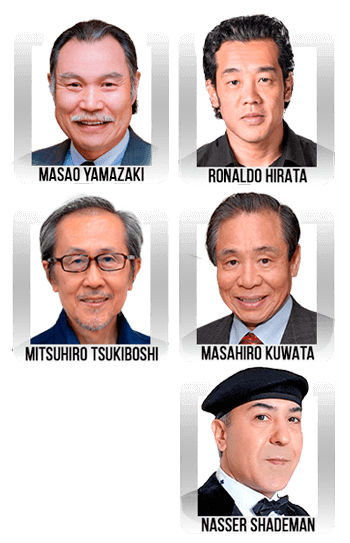 MASAO YAMAZAKI
RONALDO HIRATA
MITSUHIRO TSUKIBOSHI
MASAHIRO KUWATA
NASSER SHADEMAN